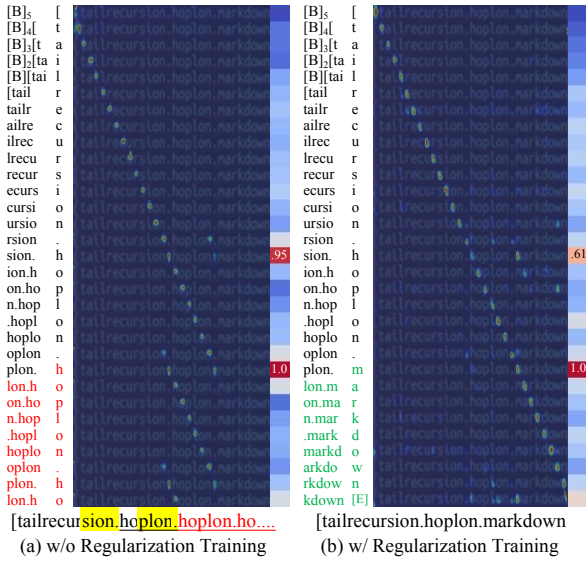 [B]₅ [
[B]₄[ t
[B]₃[t a
[B]₂[ta i
[B][tai l
[tail r
tailr e
ailre c
ilrec u
lrecu r
recur s
ecurs i
cursi o
ursio n
rsion .
sion. h .95
ion.h o
on.ho p
n.hop l
.hopl o
hoplo n
oplon .
plon. h 1.0
lon.h o
on.ho p
n.hop l
.hopl o
hoplo n
oplon .
plon. h
lon.h o
[tailrecursion.hoplon.hoplon.ho....
(a) w/o Regularization Training
[B]₅ [
[B]₄[ t
[B]₃[t a
[B]₂[ta i
[B][tai l
[tail r
tailr e
ailre c
ilrec u
lrecu r
recur s
ecurs i
cursi o
ursio n
rsion .
sion. h .61
ion.h o
on.ho p
n.hop l
.hopl o
hoplo n
oplon .
plon. m 1.0
lon.m a
on.ma r
n.mar k
.mark d
markd o
arkdo w
rkdow n
kdown [E]
[tailrecursion.hoplon.markdown
(b) w/ Regularization Training